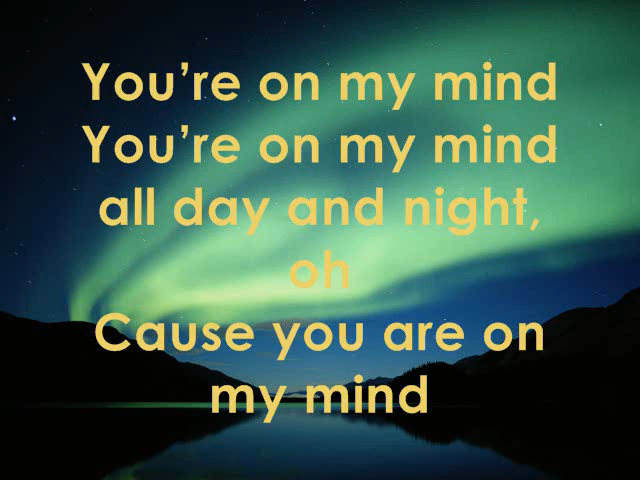 You’re on my mind
You’re on my mind
all day and night,
oh
Cause you are on
my mind